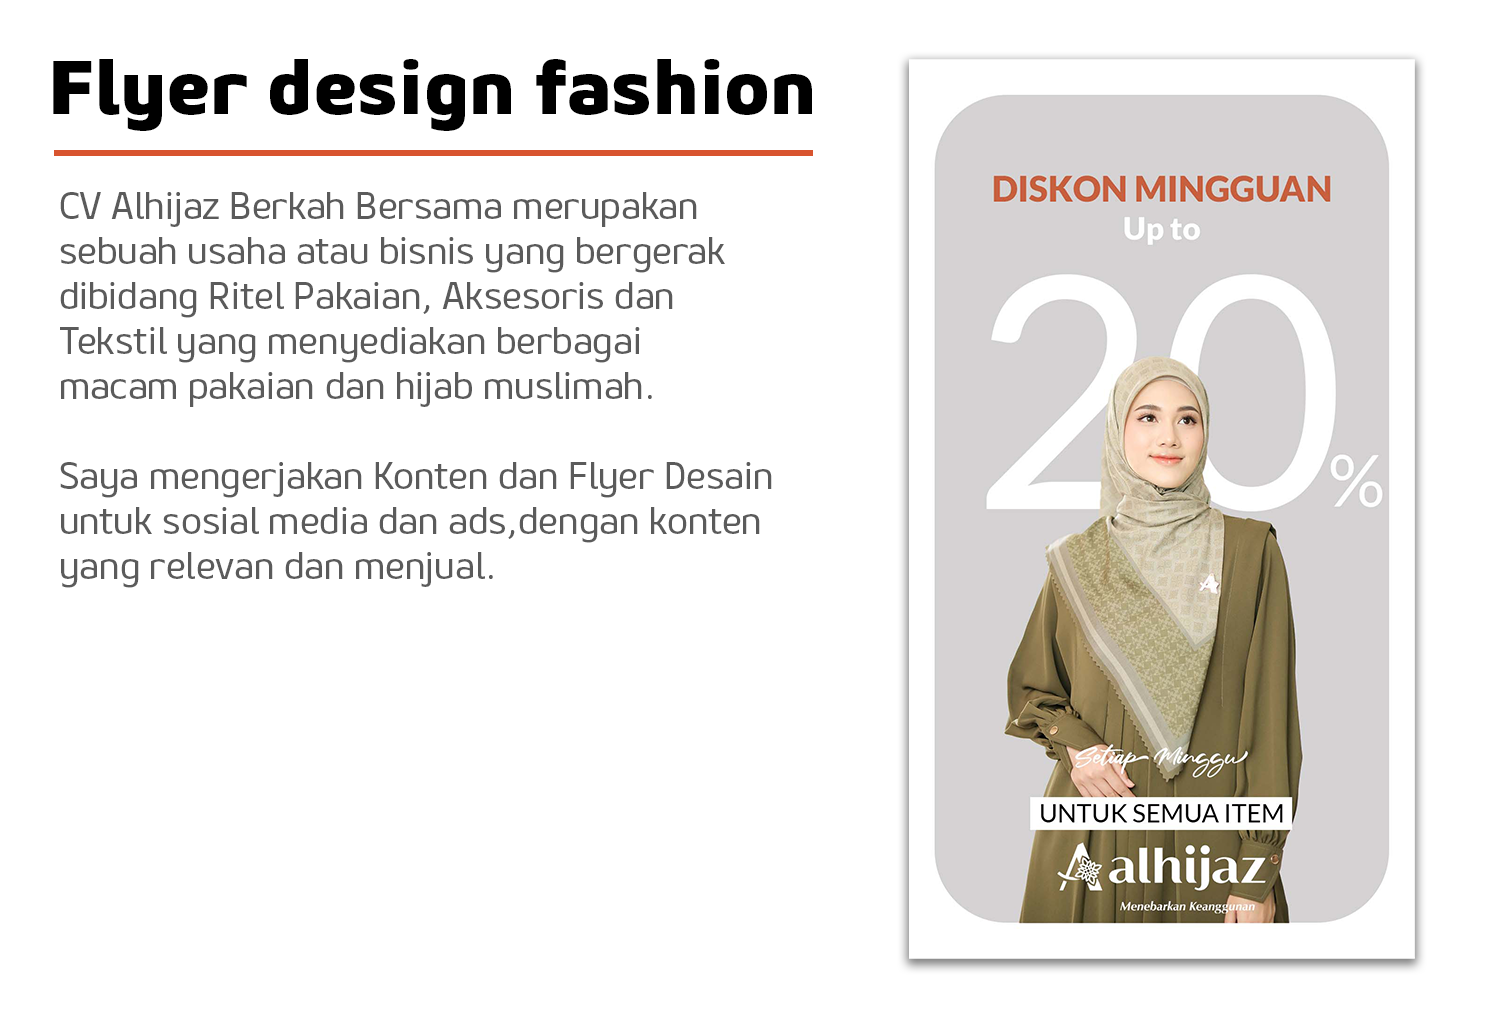 Flyer design fashion
CV Alhijaz Berkah Bersama merupakan
sebuah usaha atau bisnis yang bergerak
dibidang Ritel Pakaian, Aksesoris dan
Tekstil yang menyediakan berbagai
macam pakaian dan hijab muslimah.
Saya mengerjakan Konten dan Flyer Desain
untuk sosial media dan ads,dengan konten
yang relevan dan menjual.
DISKON MINGGUAN
Up to
20%
Setiap Minggu
UNTUK SEMUA ITEM
alhijaz
Menebarkan Keanggunan